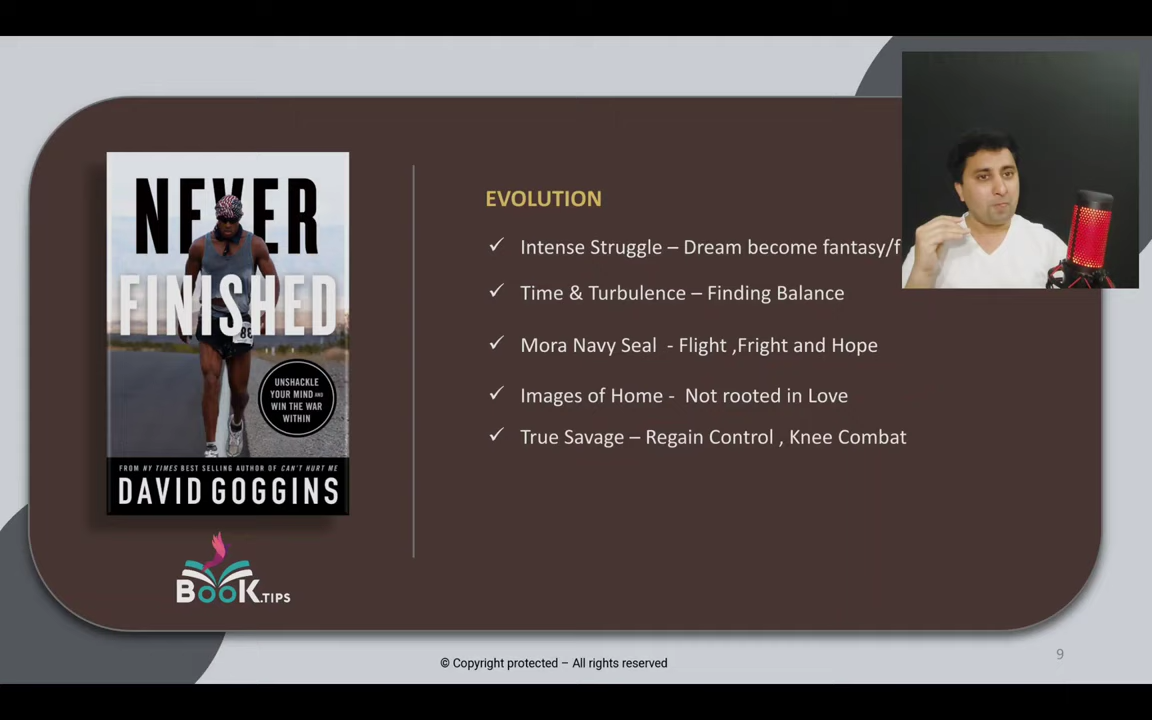 NEVER
FINISHED
UNSHACKLE
YOUR MIND AND
WIN THE WAR
WITHIN
FROM NY TIMES BEST SELLING AUTHOR OF CAN'T HURT ME
DAVID GOGGINS
BOOK.TIPS
EVOLUTION
✓ Intense Struggle – Dream become fantasy/f
✓ Time & Turbulence – Finding Balance
✓ Mora Navy Seal - Flight ,Fright and Hope
✓ Images of Home - Not rooted in Love
✓ True Savage – Regain Control , Knee Combat
© Copyright protected – All rights reserved
9